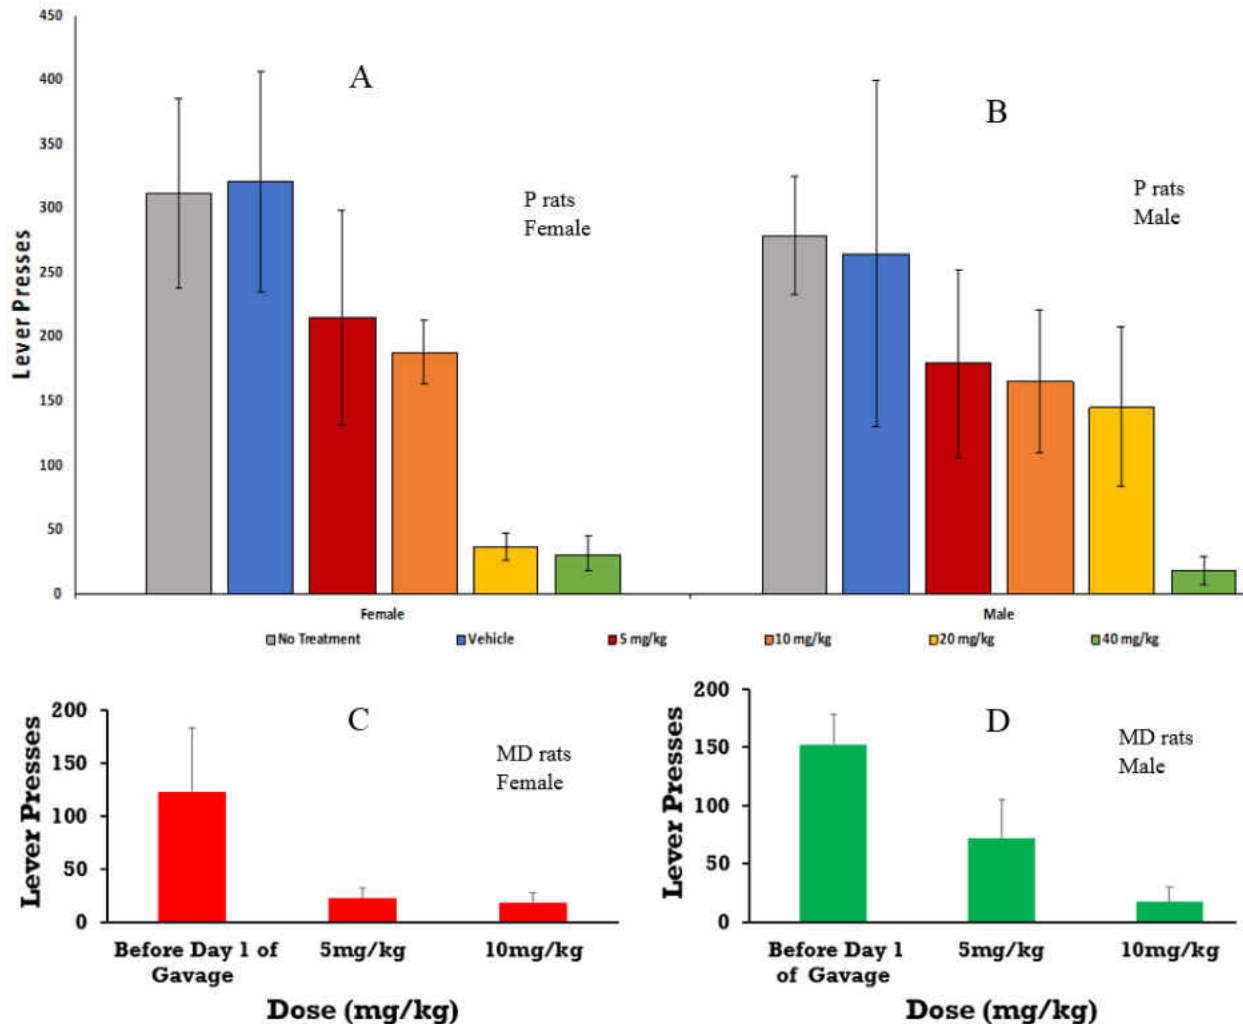 450
400
350
300
250
200
150
100
50
0
Lever Presses
A
P rats
Female
B
P rats
Male
Female
Male
No Treatment
Vehicle
5 mg/kg
10 mg/kg
20 mg/kg
40 mg/kg
200
150
100
50
0
Lever Presses
C
MD rats
Female
Before Day 1 of
Gavage
5mg/kg
10mg/kg
Dose (mg/kg)
200
150
100
50
0
Lever Presses
D
MD rats
Male
Before Day 1
of Gavage
5mg/kg
10mg/kg
Dose (mg/kg)